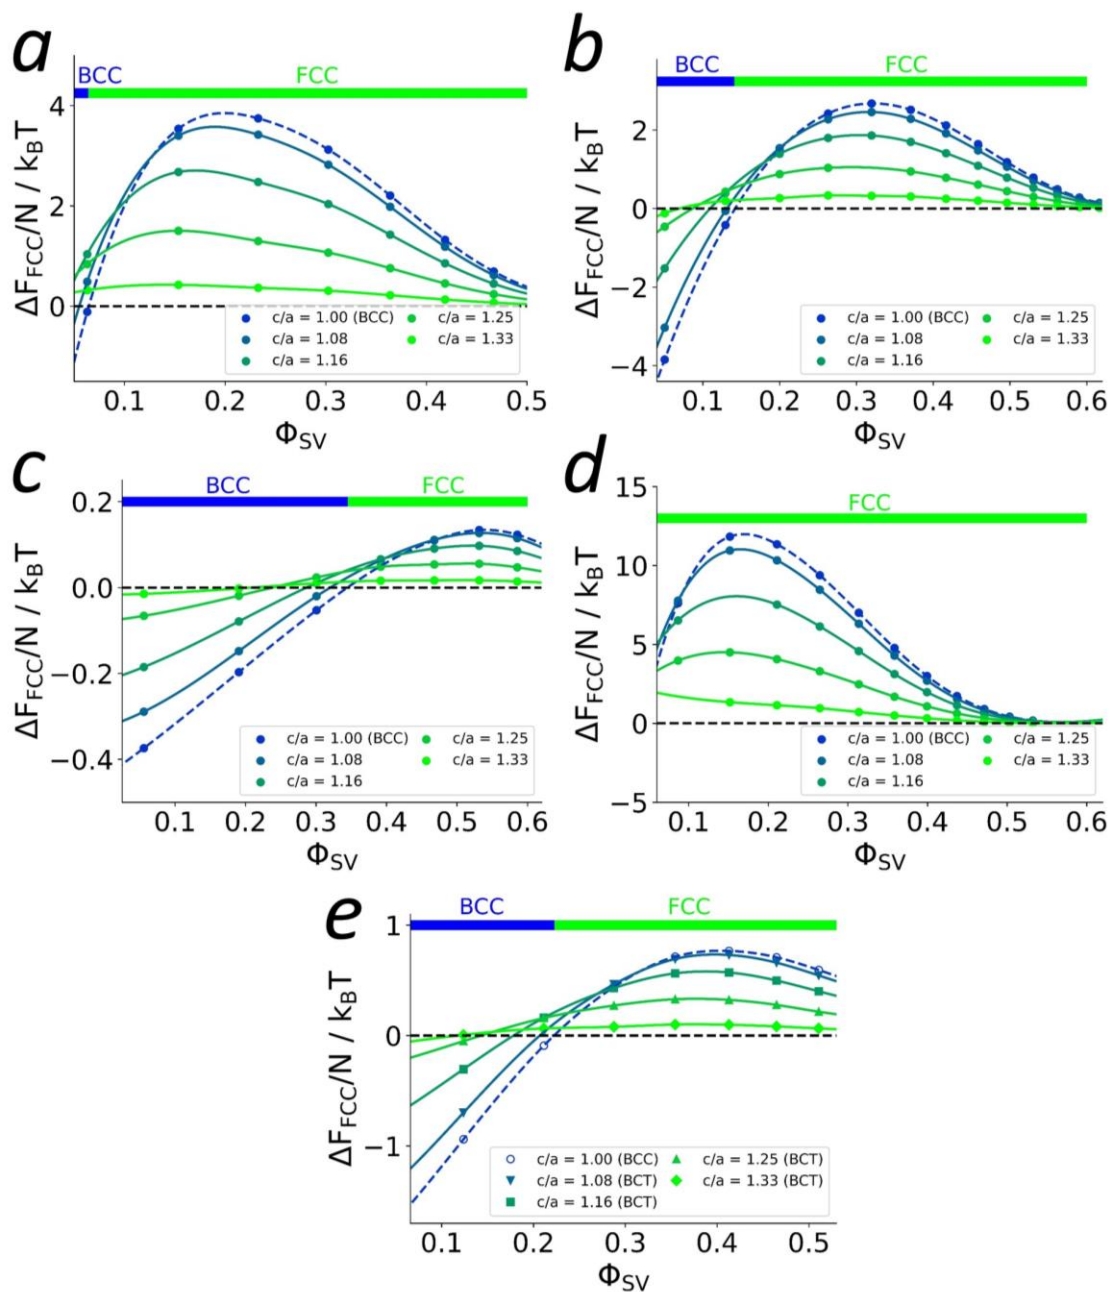 a
BCC FCC
4
2
0
ΔF_FCC/N / k_BT
c/a = 1.00 (BCC) c/a = 1.25
c/a = 1.08 c/a = 1.33
c/a = 1.16
0.1 0.2 0.3 0.4 0.5
Φ_SV
b
BCC FCC
2
0
−2
−4
ΔF_FCC/N / k_BT
c/a = 1.00 (BCC) c/a = 1.25
c/a = 1.08 c/a = 1.33
c/a = 1.16
0.1 0.2 0.3 0.4 0.5 0.6
Φ_SV
c
BCC FCC
0.2
0.0
−0.2
−0.4
ΔF_FCC/N / k_BT
c/a = 1.00 (BCC) c/a = 1.25
c/a = 1.08 c/a = 1.33
c/a = 1.16
0.1 0.2 0.3 0.4 0.5 0.6
Φ_SV
d
FCC
15
10
5
0
−5
ΔF_FCC/N / k_BT
c/a = 1.00 (BCC) c/a = 1.25
c/a = 1.08 c/a = 1.33
c/a = 1.16
0.1 0.2 0.3 0.4 0.5 0.6
Φ_SV
e
BCC FCC
1
0
−1
ΔF_FCC/N / k_BT
c/a = 1.00 (BCC) c/a = 1.25 (BCT)
c/a = 1.08 (BCT) c/a = 1.33 (BCT)
c/a = 1.16 (BCT)
0.1 0.2 0.3 0.4 0.5
Φ_SV